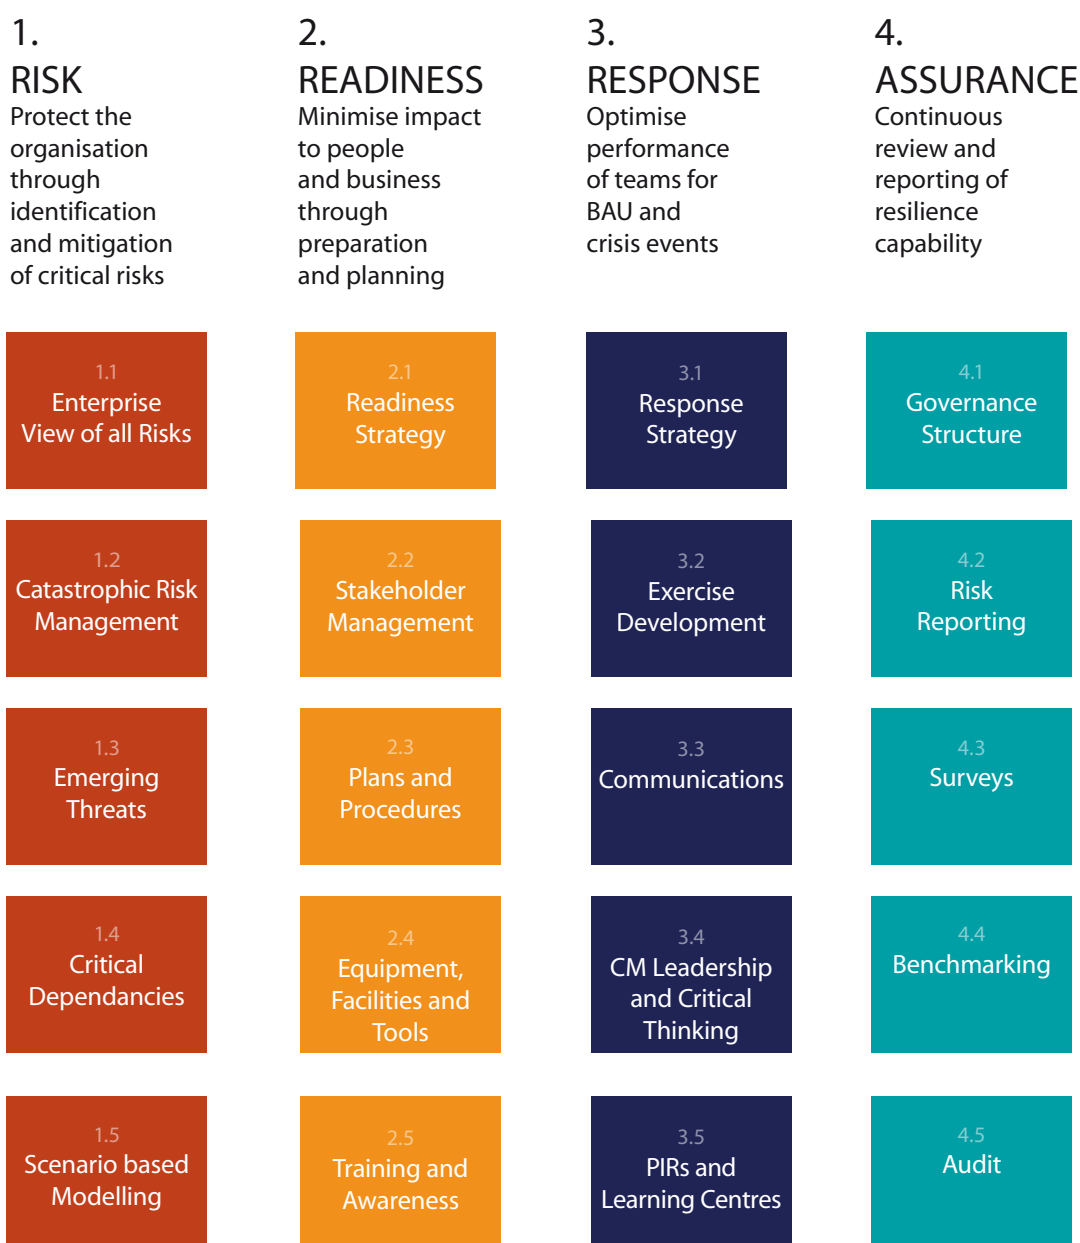 1.
RISK
Protect the
organisation
through
identification
and mitigation
of critical risks
2.
READINESS
Minimise impact
to people
and business
through
preparation
and planning
3.
RESPONSE
Optimise
performance
of teams for
BAU and
crisis events
4.
ASSURANCE
Continuous
review and
reporting of
resilience
capability
1.1
Enterprise
View of all Risks
2.1
Readiness
Strategy
3.1
Response
Strategy
4.1
Governance
Structure
1.2
Catastrophic Risk
Management
2.2
Stakeholder
Management
3.2
Exercise
Development
4.2
Risk
Reporting
1.3
Emerging
Threats
2.3
Plans and
Procedures
3.3
Communications
4.3
Surveys
1.4
Critical
Dependancies
2.4
Equipment,
Facilities and
Tools
3.4
CM Leadership
and Critical
Thinking
4.4
Benchmarking
1.5
Scenario based
Modelling
2.5
Training and
Awareness
3.5
PIRs and
Learning Centres
4.5
Audit